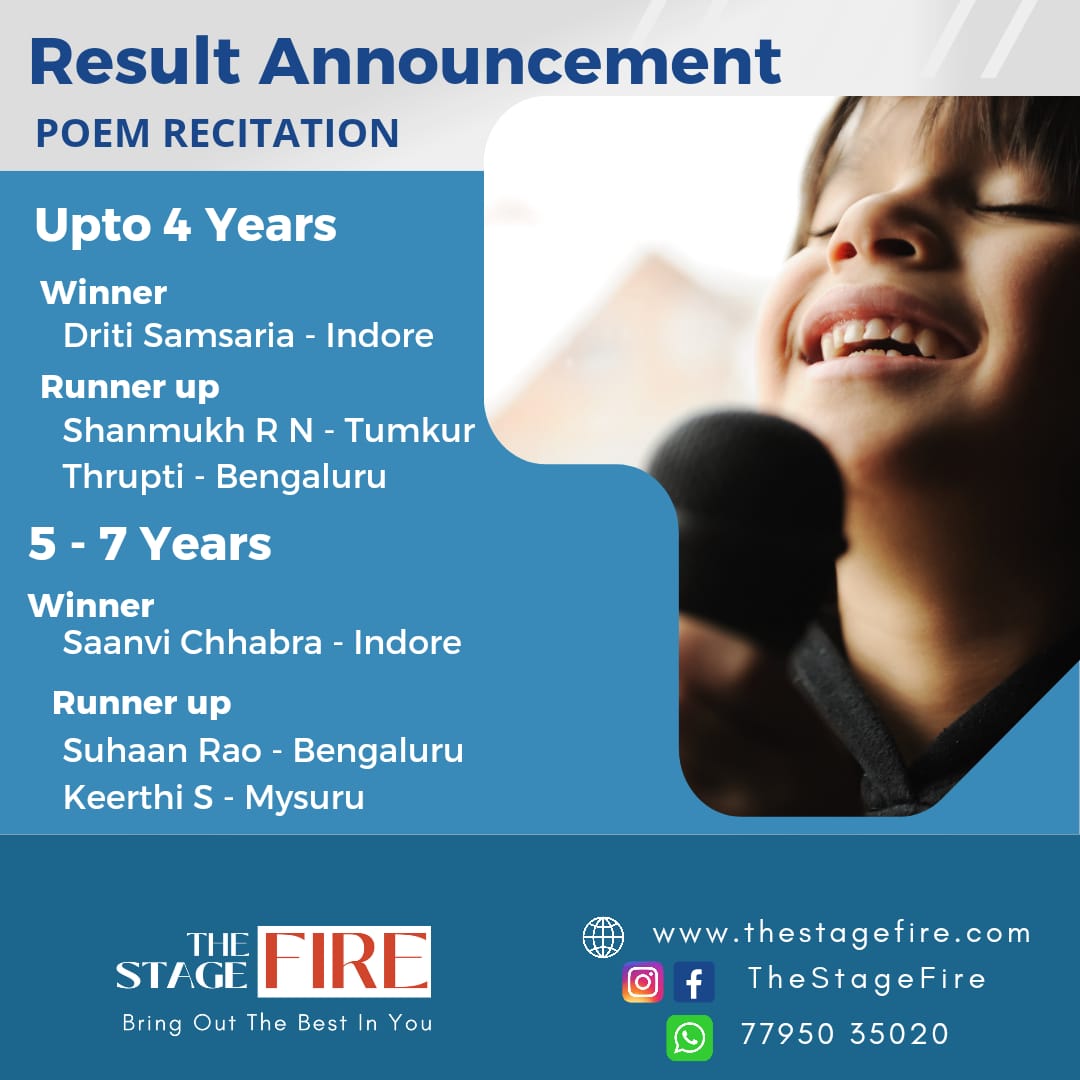 Result Announcement
POEM RECITATION
Upto 4 Years
Winner
Driti Samsaria - Indore
Runner up
Shanmukh R N - Tumkur
Thrupti - Bengaluru
5 - 7 Years
Winner
Saanvi Chhabra - Indore
Runner up
Suhaan Rao - Bengaluru
Keerthi S - Mysuru
THE
STAGE FIRE
Bring Out The Best In You
www.thestagefire.com
TheStageFire
77950 35020